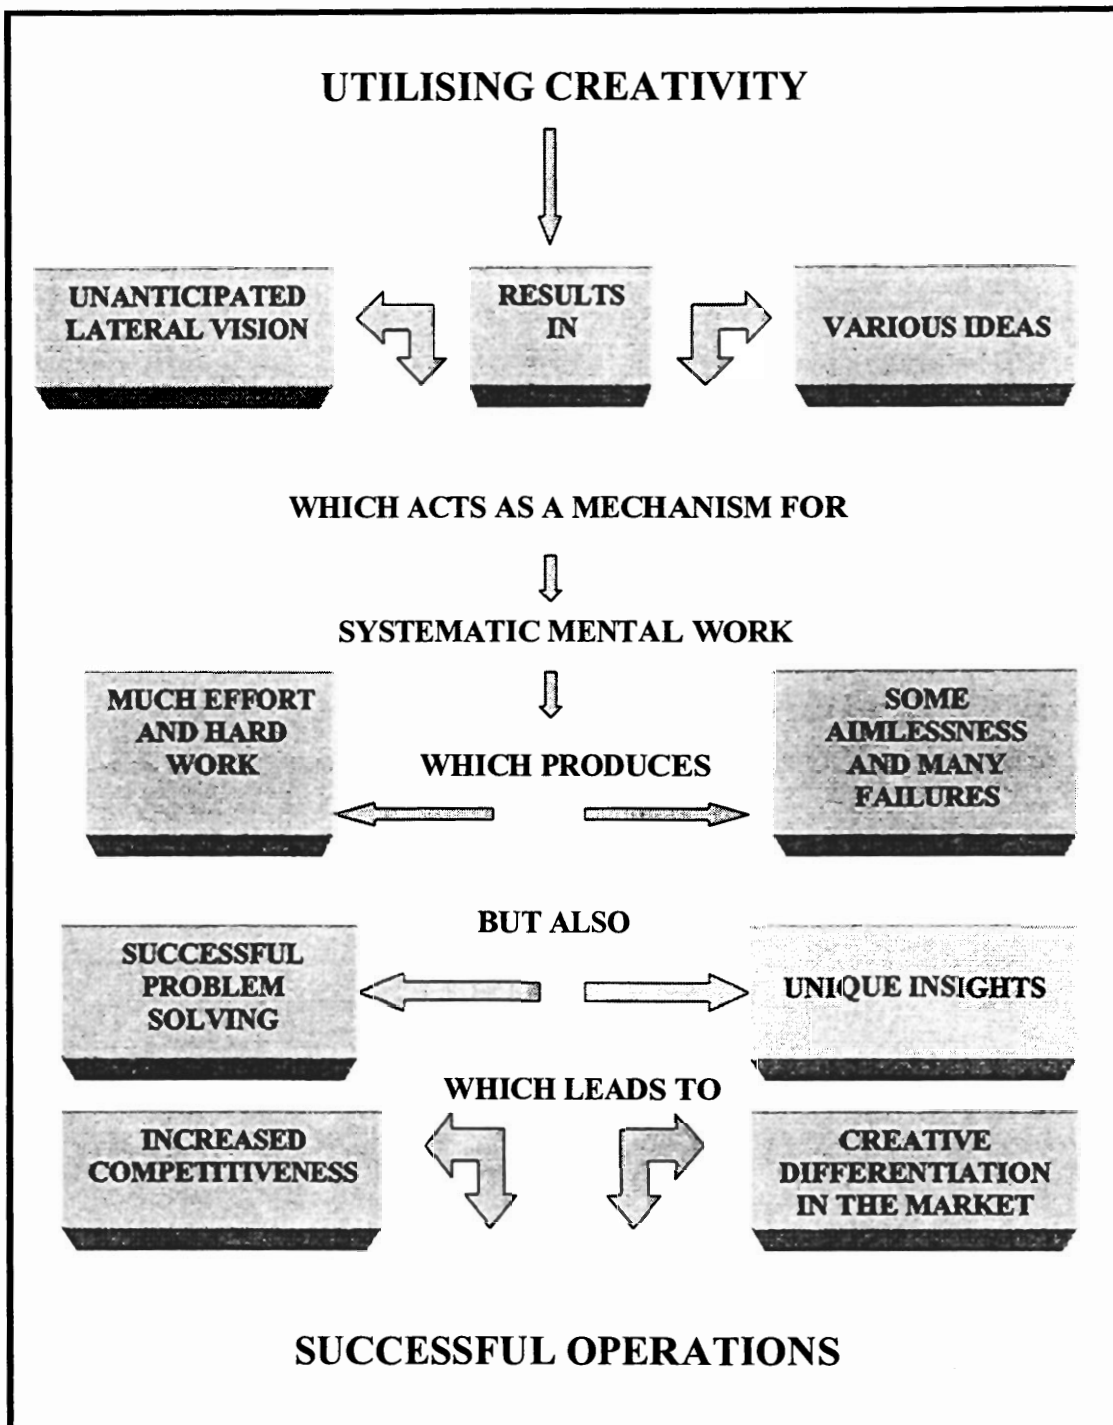 UTILISING CREATIVITY
UNANTICIPATED
LATERAL VISION
RESULTS
IN
VARIOUS IDEAS
WHICH ACTS AS A MECHANISM FOR
SYSTEMATIC MENTAL WORK
MUCH EFFORT
AND HARD
WORK
WHICH PRODUCES
SOME
AIMLESSNESS
AND MANY
FAILURES
BUT ALSO
SUCCESSFUL
PROBLEM
SOLVING
UNIQUE INSIGHTS
WHICH LEADS TO
INCREASED
COMPETITIVENESS
CREATIVE
DIFFERENTIATION
IN THE MARKET
SUCCESSFUL OPERATIONS